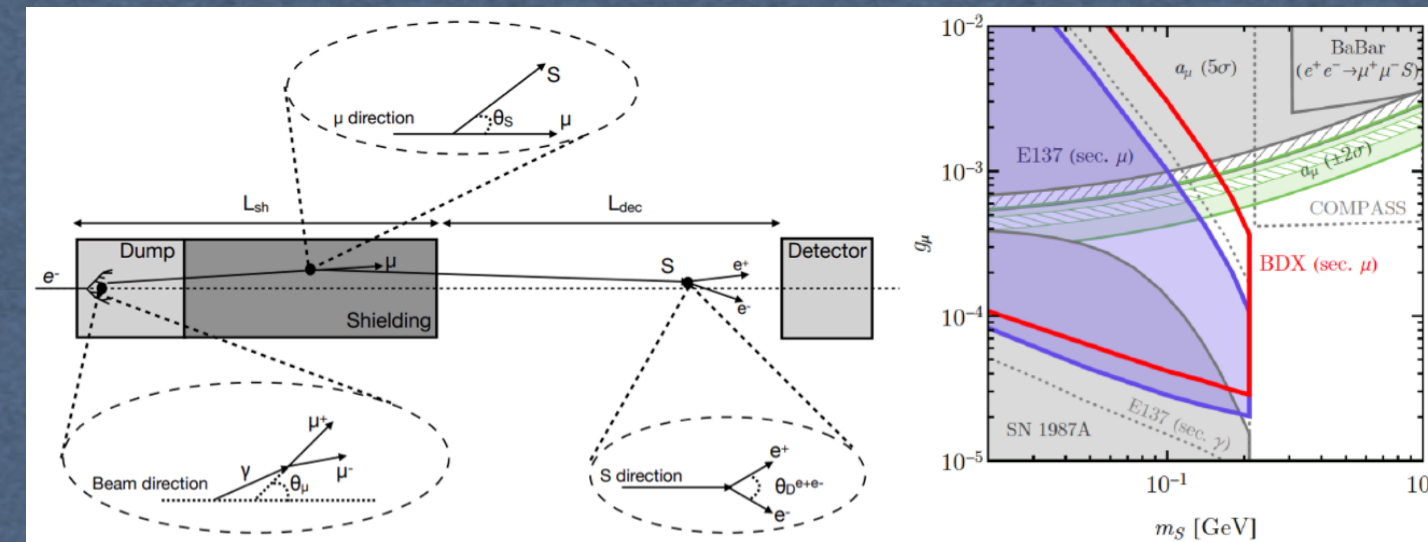 S
μ direction
θS
μ
Lsh
Ldec
Dump
Detector
e-
μ
S
e+
e-
Shielding
μ+
γ
μ-
Beam direction
θμ
e+
S direction
θD e+e-
e-
10⁻²
10⁻³
10⁻⁴
10⁻⁵
gμ
aμ (5σ)
BaBar
(e⁺e⁻→μ⁺μ⁻S)
E137 (sec. μ)
aμ (±2σ)
COMPASS
BDX (sec. μ)
E137 (sec. γ)
SN 1987A
10⁻¹
10
mS [GeV]